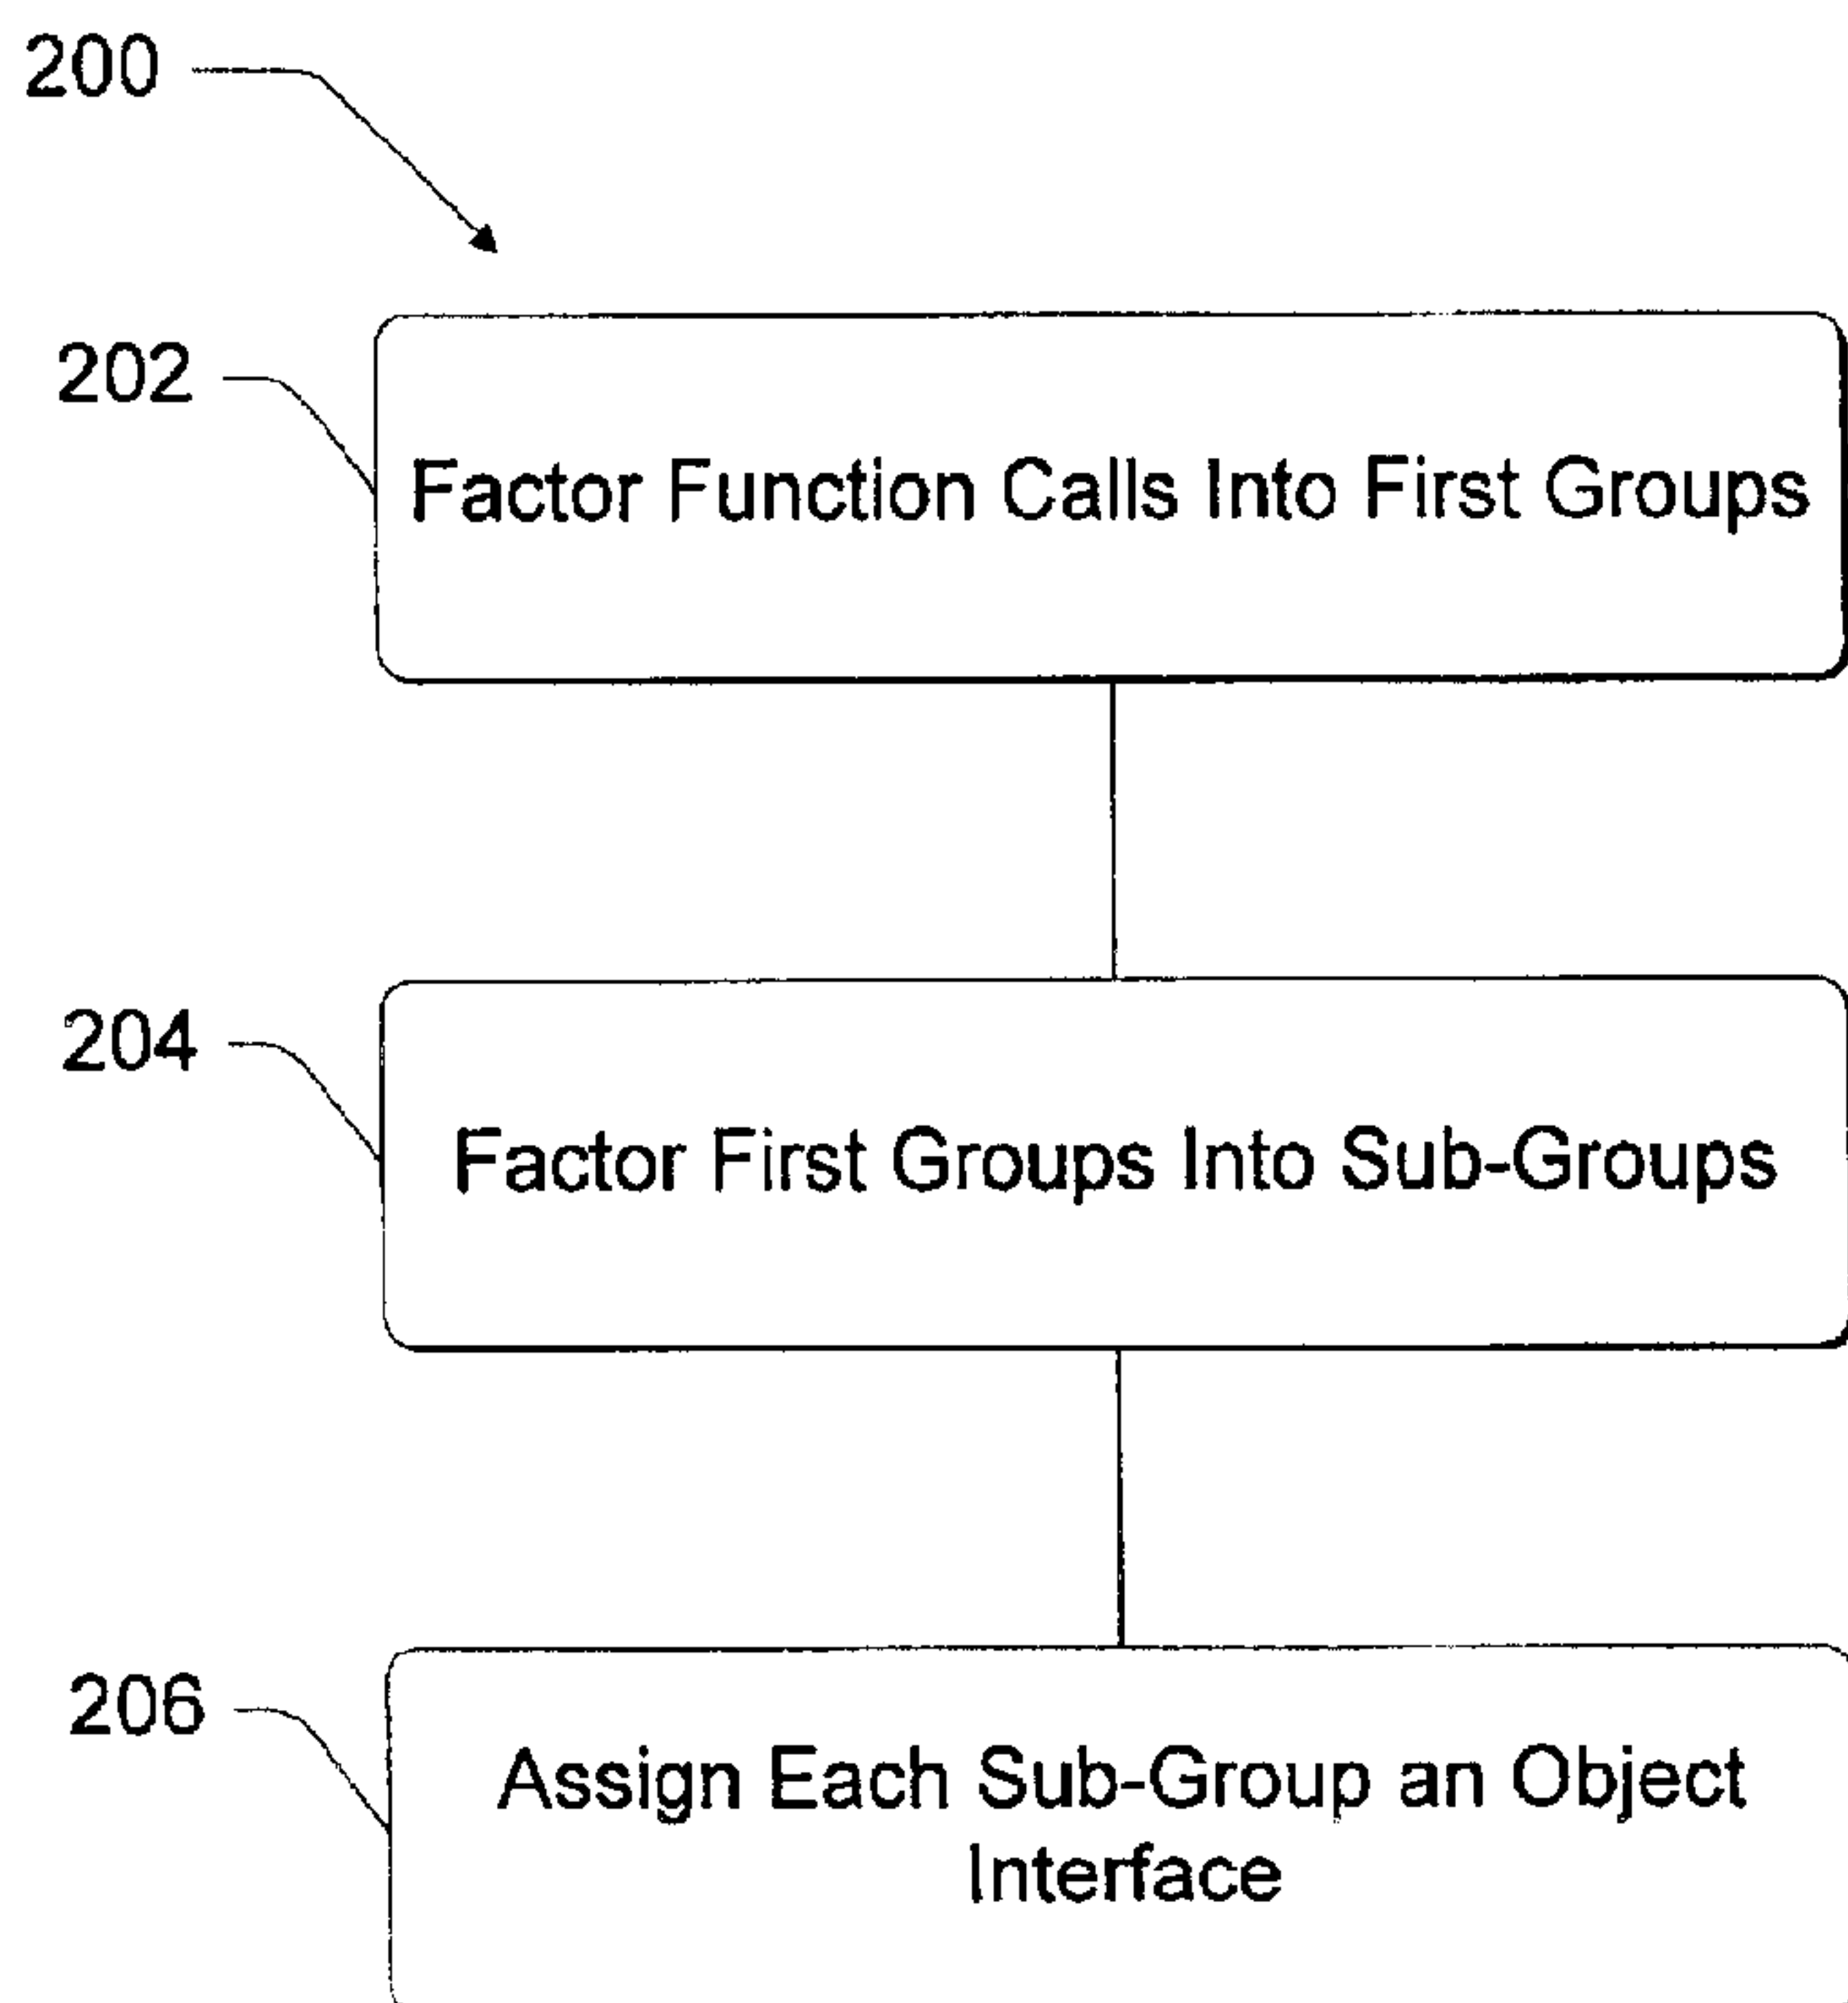 200
202
Factor Function Calls Into First Groups
204
Factor First Groups Into Sub-Groups
206
Assign Each Sub-Group an Object
Interface